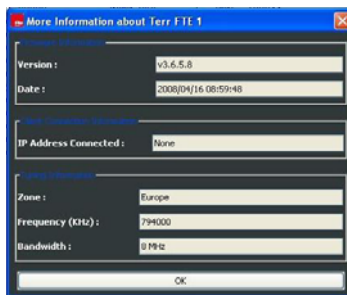 More Information about Terr FTE 1
Version :
v3.6.5.8
Date :
2008/04/16 08:59:48
IP Address Connected :
None
Zone :
Europe
Frequency (KHz) :
794000
Bandwidth :
8 MHz
OK